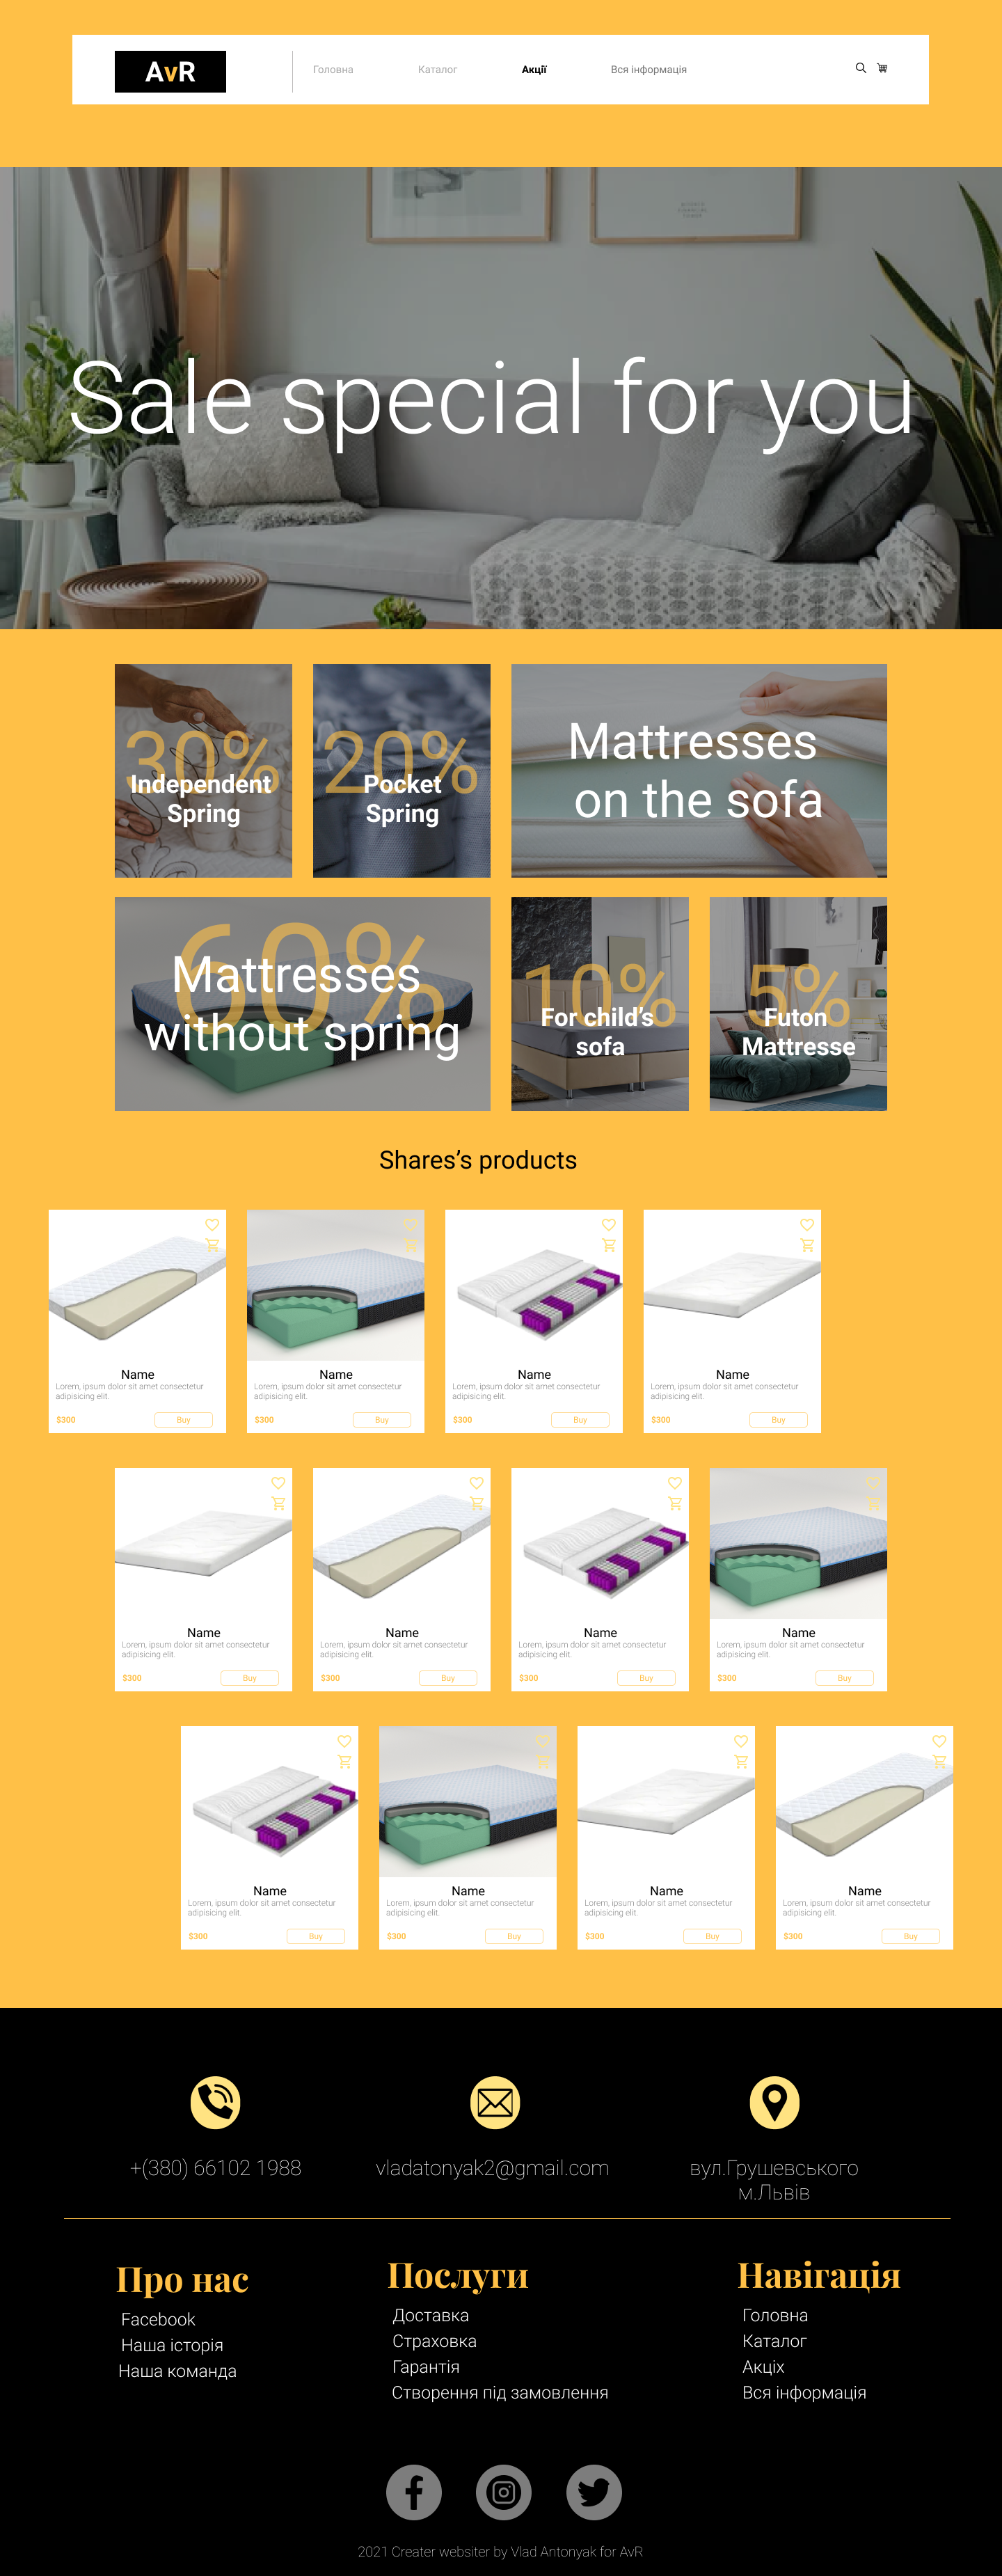 AvR
Головна
Каталог
Акції
Вся інформація
Sale special for you
30%
Independent
Spring
20%
Pocket
Spring
Mattresses
on the sofa
60%
Mattresses
without spring
10%
For child's
sofa
5%
Futon
Mattresse
Shares's products
Name
Lorem, ipsum dolor sit amet consectetur
adipisicing elit.
$300
Buy
Name
Lorem, ipsum dolor sit amet consectetur
adipisicing elit.
$300
Buy
Name
Lorem, ipsum dolor sit amet consectetur
adipisicing elit.
$300
Buy
Name
Lorem, ipsum dolor sit amet consectetur
adipisicing elit.
$300
Buy
Name
Lorem, ipsum dolor sit amet consectetur
adipisicing elit.
$300
Buy
Name
Lorem, ipsum dolor sit amet consectetur
adipisicing elit.
$300
Buy
Name
Lorem, ipsum dolor sit amet consectetur
adipisicing elit.
$300
Buy
Name
Lorem, ipsum dolor sit amet consectetur
adipisicing elit.
$300
Buy
Name
Lorem, ipsum dolor sit amet consectetur
adipisicing elit.
$300
Buy
Name
Lorem, ipsum dolor sit amet consectetur
adipisicing elit.
$300
Buy
Name
Lorem, ipsum dolor sit amet consectetur
adipisicing elit.
$300
Buy
Name
Lorem, ipsum dolor sit amet consectetur
adipisicing elit.
$300
Buy
+(380) 66102 1988
vladatonyak2@gmail.com
вул.Грушевського
м.Львів
Про нас
Facebook
Наша історія
Наша команда
Послуги
Доставка
Страховка
Гарантія
Створення під замовлення
Навігація
Головна
Каталог
Акціх
Вся інформація
2021 Creater websiter by Vlad Antonyak for AvR